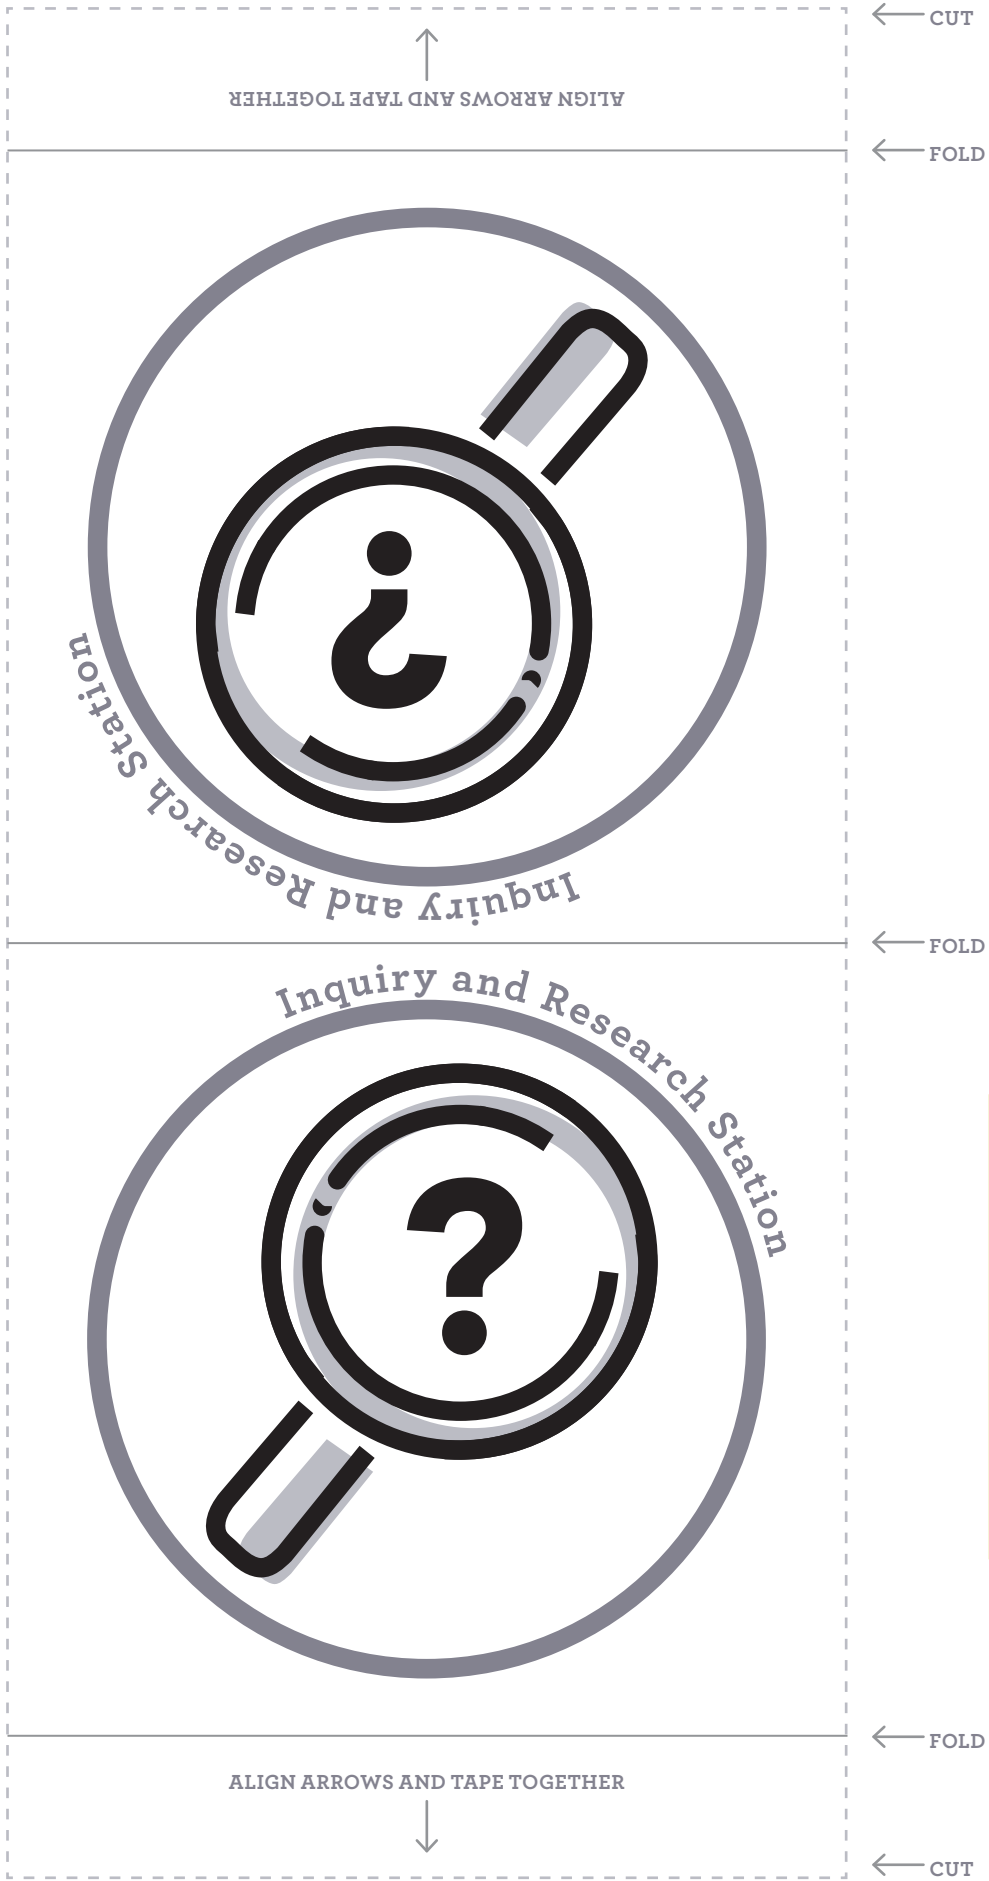 CUT
ALIGN ARROWS AND TAPE TOGETHER
FOLD
?
Inquiry and Research Station
FOLD
Inquiry and Research Station
?
FOLD
ALIGN ARROWS AND TAPE TOGETHER
CUT